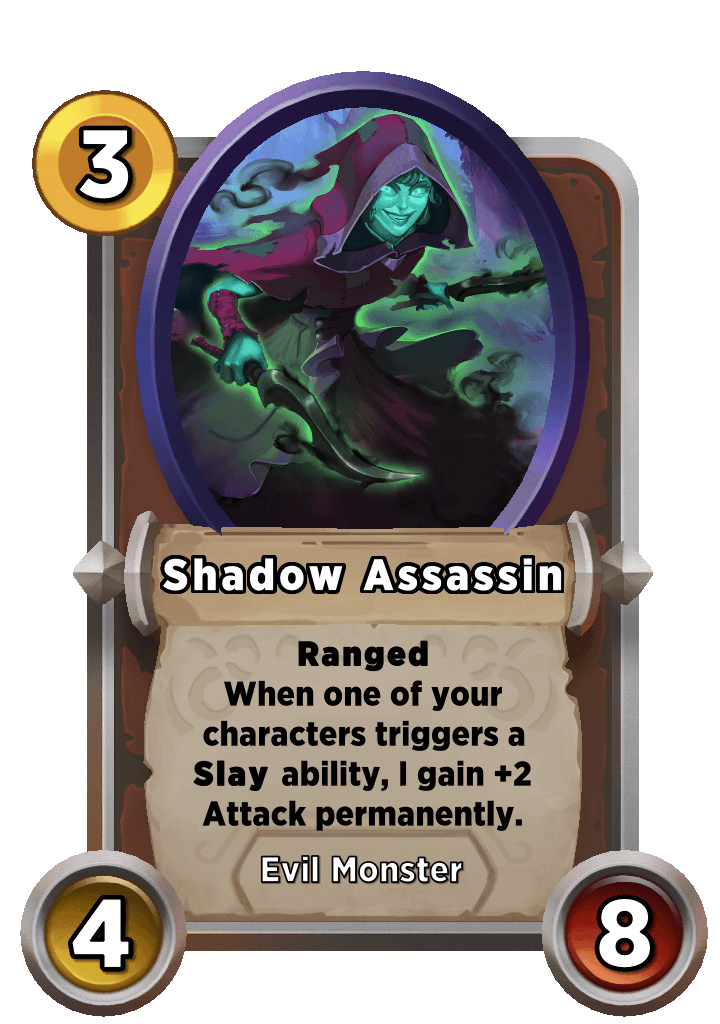 3
Shadow Assassin
Ranged
When one of your
characters triggers a
Slay ability, I gain +2
Attack permanently.
Evil Monster
4
8